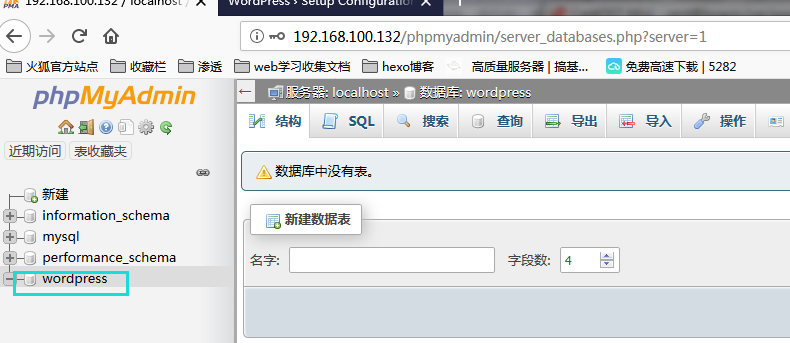 192.168.100.132 / localhost /
WordPress › Setup Configuration
192.168.100.132/phpmyadmin/server_databases.php?server=1
火狐官方站点 收藏栏 渗透 web学习收集文档 hexo博客 高质量服务器 | 搞基... 免费高速下载 | 5282
phpMyAdmin
近期访问 表收藏夹
新建
information_schema
mysql
performance_schema
wordpress
服务器: localhost » 数据库: wordpress
结构 SQL 搜索 查询 导出 导入 操作
数据库中没有表。
新建数据表
名字: 字段数: 4